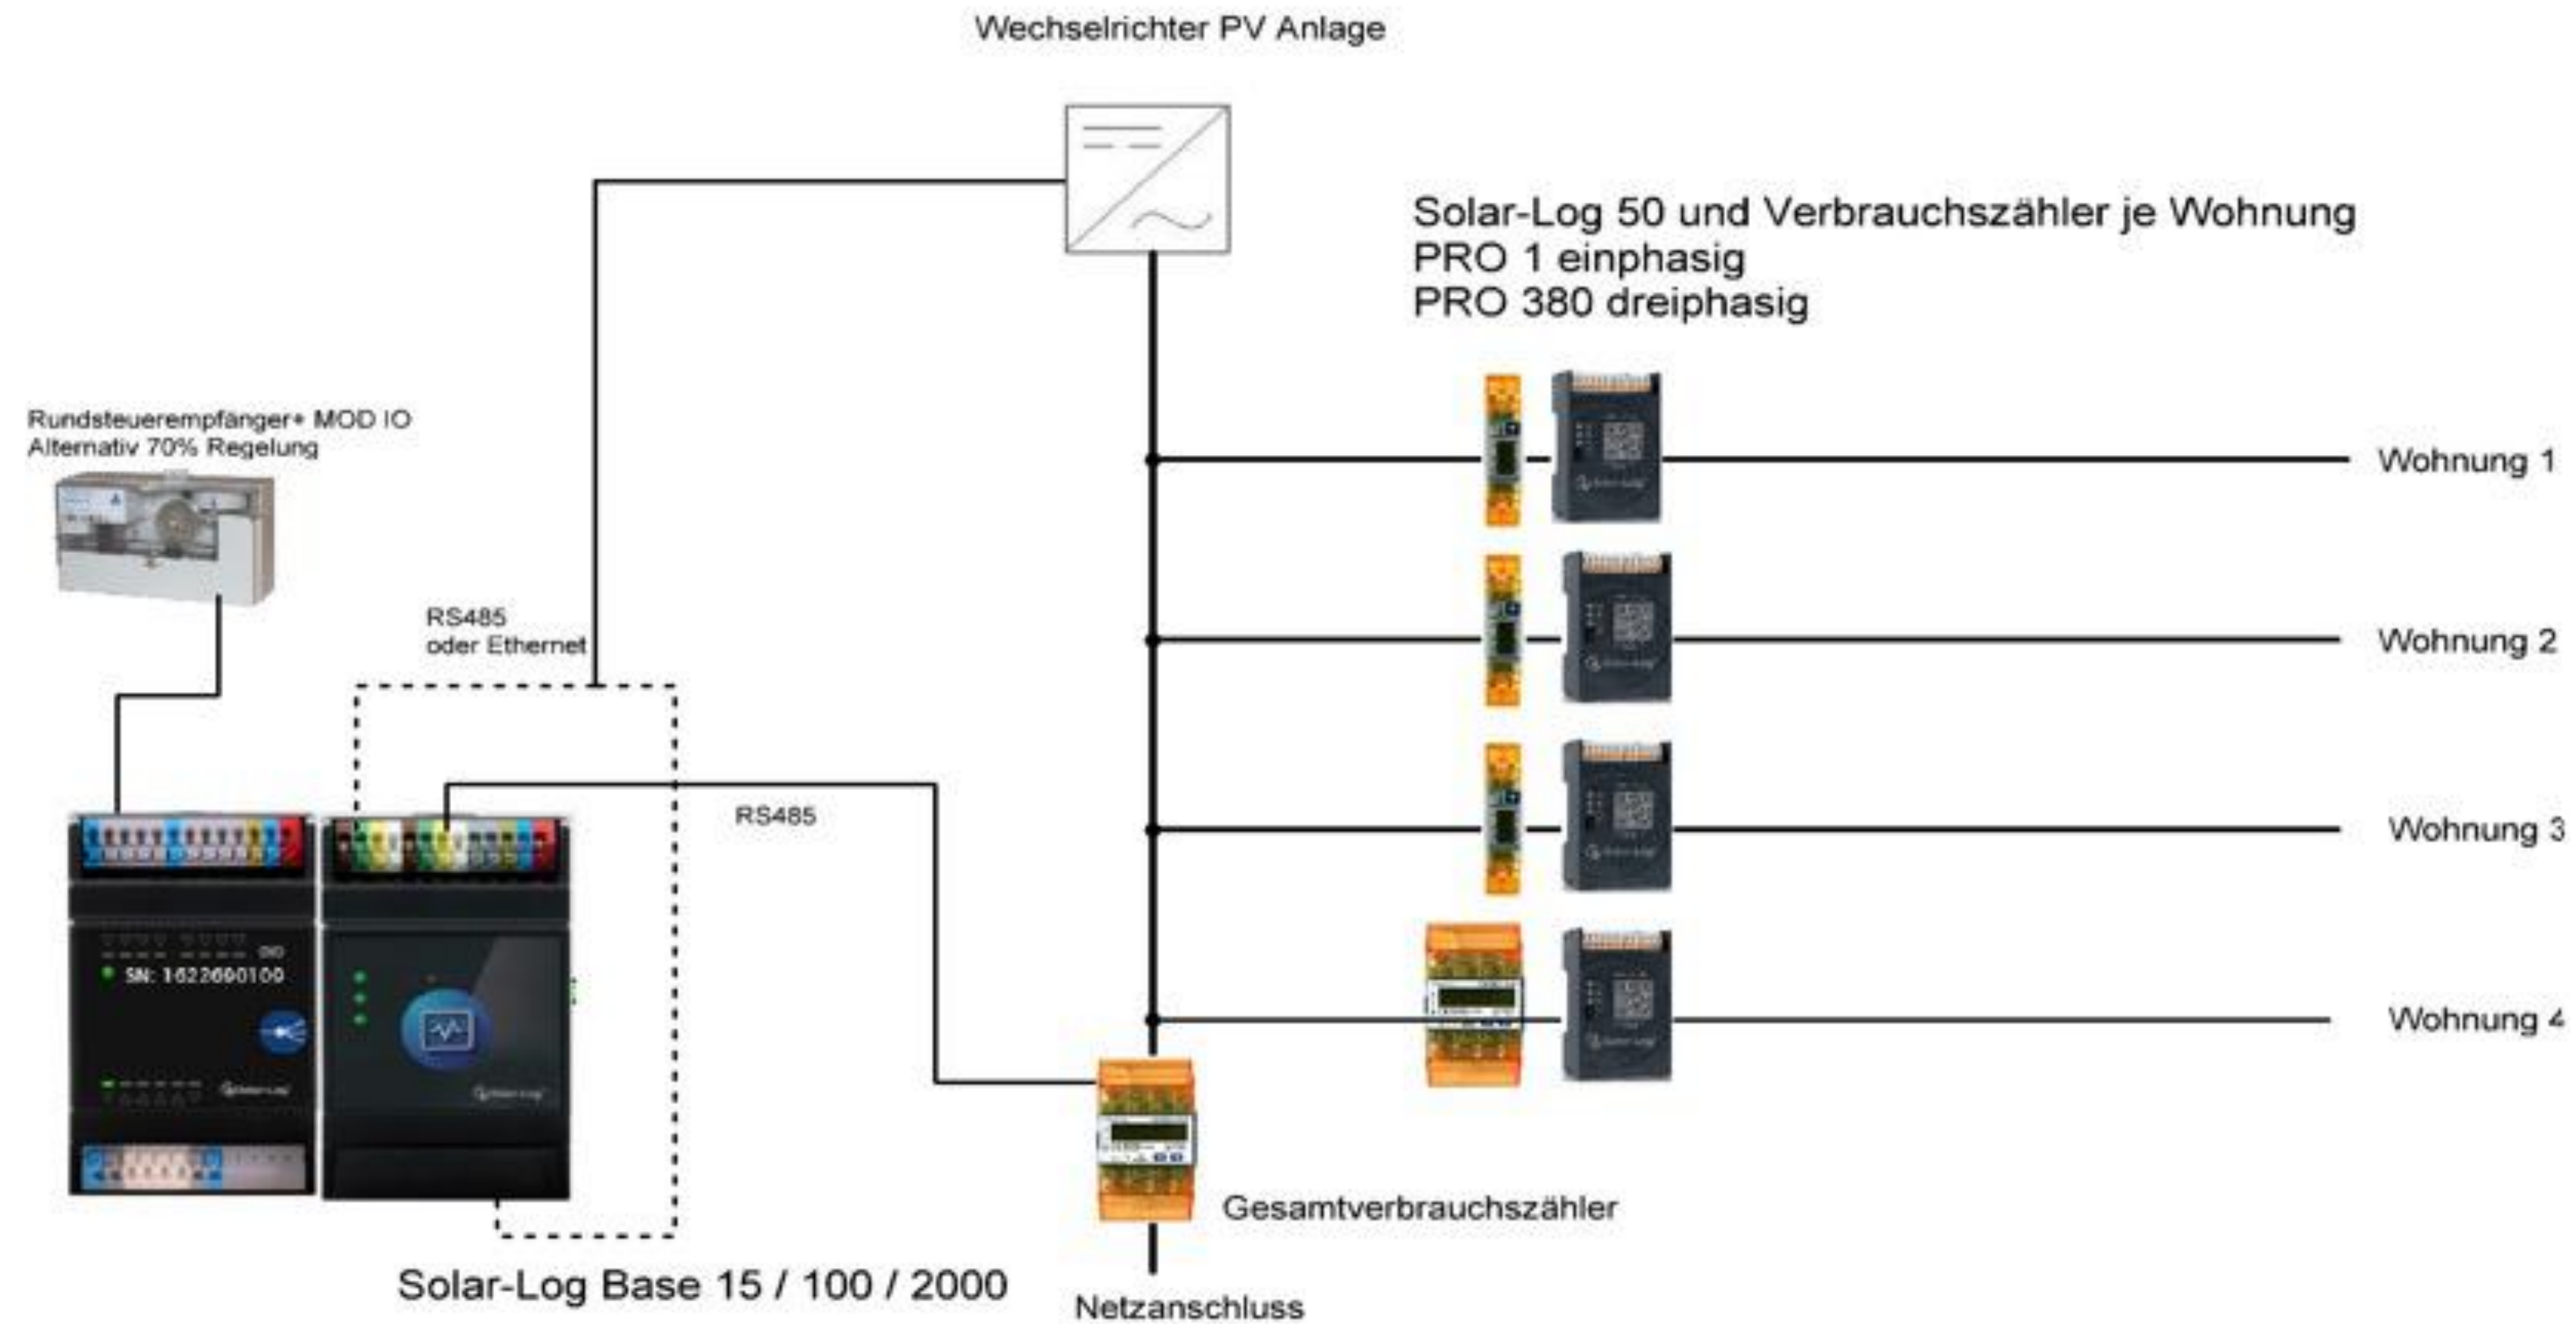 Wechselrichter PV Anlage
Solar-Log 50 und Verbrauchszähler je Wohnung
PRO 1 einphasig
PRO 380 dreiphasig
Rundsteuerempfänger+ MOD IO
Alternativ 70% Regelung
Wohnung 1
RS485
oder Ethernet
Wohnung 2
RS485
Wohnung 3
SN: 1622690109
Wohnung 4
Gesamtverbrauchszähler
Solar-Log Base 15 / 100 / 2000
Netzanschluss